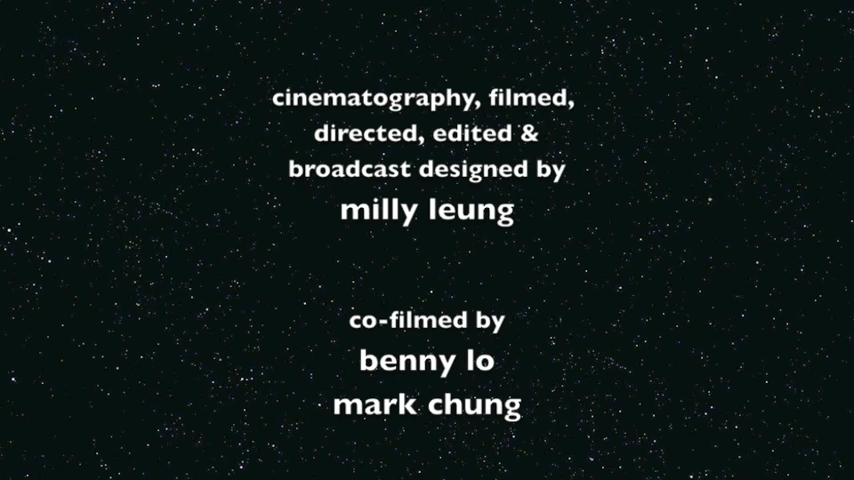 cinematography, filmed,
directed, edited &
broadcast designed by
milly leung
co-filmed by
benny lo
mark chung